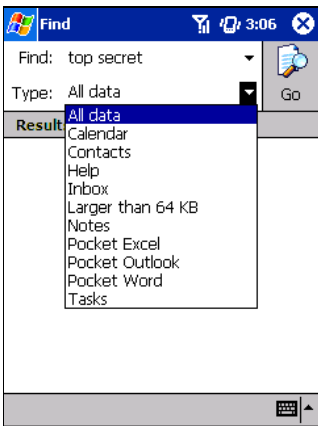 Find 3:06
Find: top secret
Type: All data
Go
Result
All data
Calendar
Contacts
Help
Inbox
Larger than 64 KB
Notes
Pocket Excel
Pocket Outlook
Pocket Word
Tasks